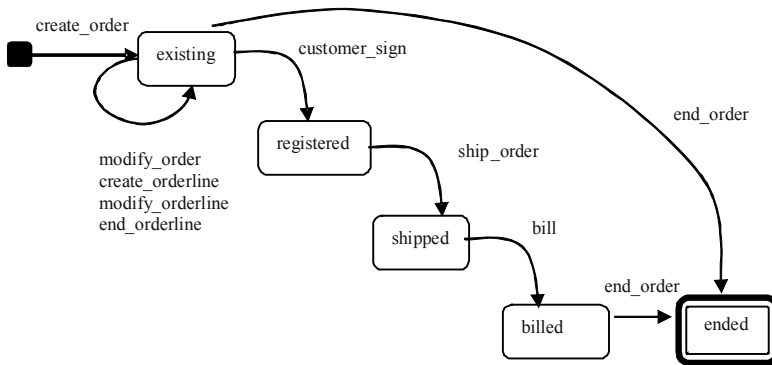 create_order
existing
customer_sign
end_order
registered
ship_order
modify_order
create_orderline
modify_orderline
end_orderline
shipped
bill
end_order
billed
ended